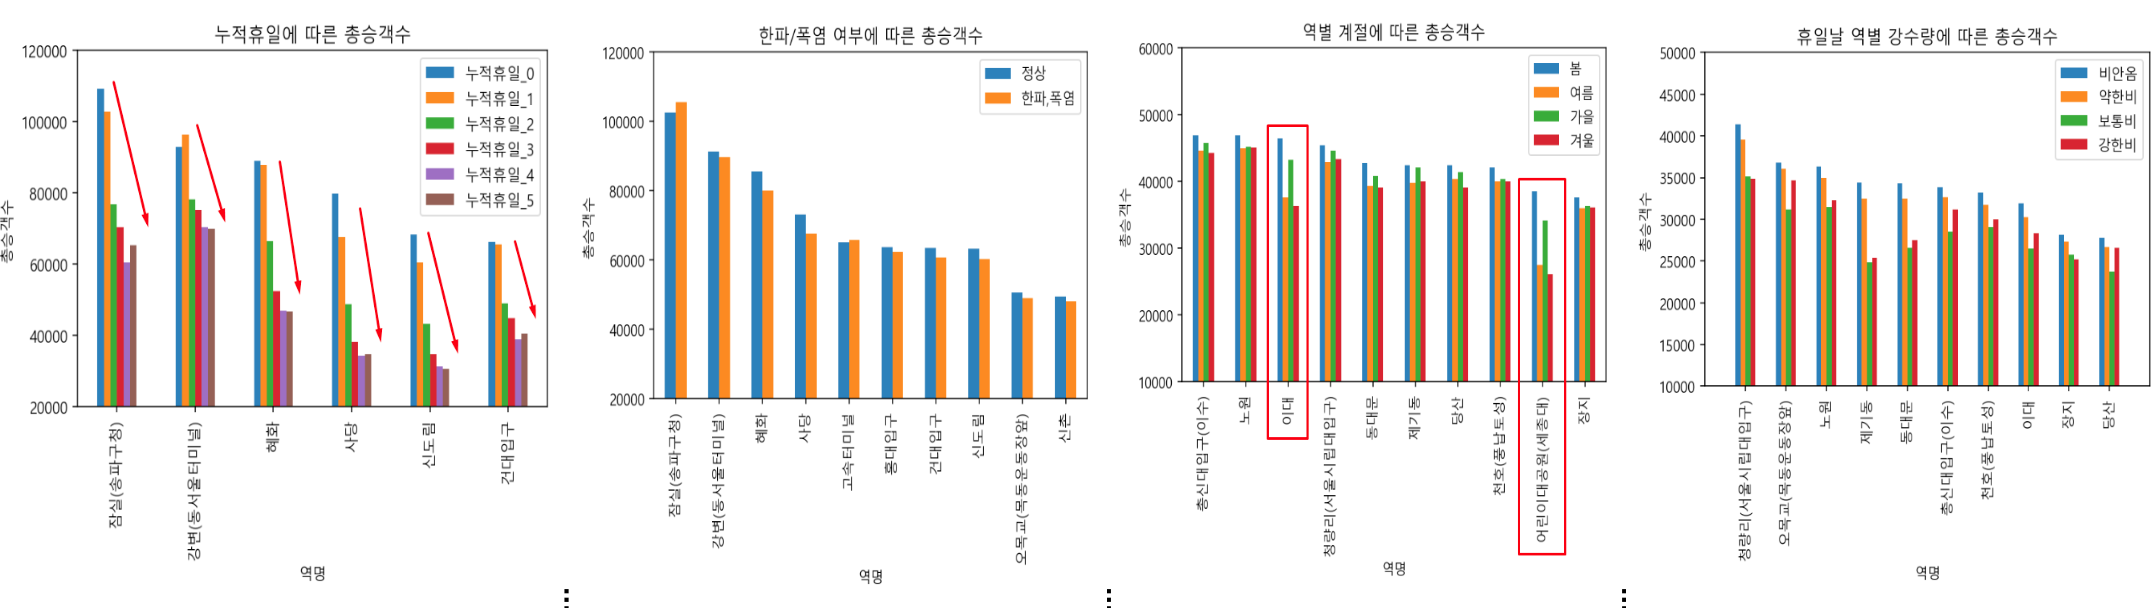 누적휴일에 따른 총승객수
120000
100000
80000
60000
40000
20000
총승객수
누적휴일_0
누적휴일_1
누적휴일_2
누적휴일_3
누적휴일_4
누적휴일_5
잠실(송파구청)
강변(동서울터미널)
혜화
사당
신도림
건대입구
역명
한파/폭염 여부에 따른 총승객수
120000
100000
80000
60000
40000
20000
총승객수
정상
한파,폭염
잠실(송파구청)
강변(동서울터미널)
혜화
사당
고속터미널
홍대입구
건대입구
신도림
오목교(목동운동장앞)
신촌
역명
역별 계절에 따른 총승객수
60000
50000
40000
30000
20000
10000
총승객수
봄
여름
가을
겨울
총신대입구(이수)
노원
이대
청량리(서울시립대입구)
동대문
제기동
당산
천호(풍납토성)
어린이대공원(세종대)
장지
역명
휴일날 역별 강수량에 따른 총승객수
50000
45000
40000
35000
30000
25000
20000
15000
10000
총승객수
비안옴
약한비
보통비
강한비
청량리(서울시립대입구)
오목교(목동운동장앞)
노원
제기동
동대문
총신대입구(이수)
천호(풍납토성)
이대
장지
당산
역명